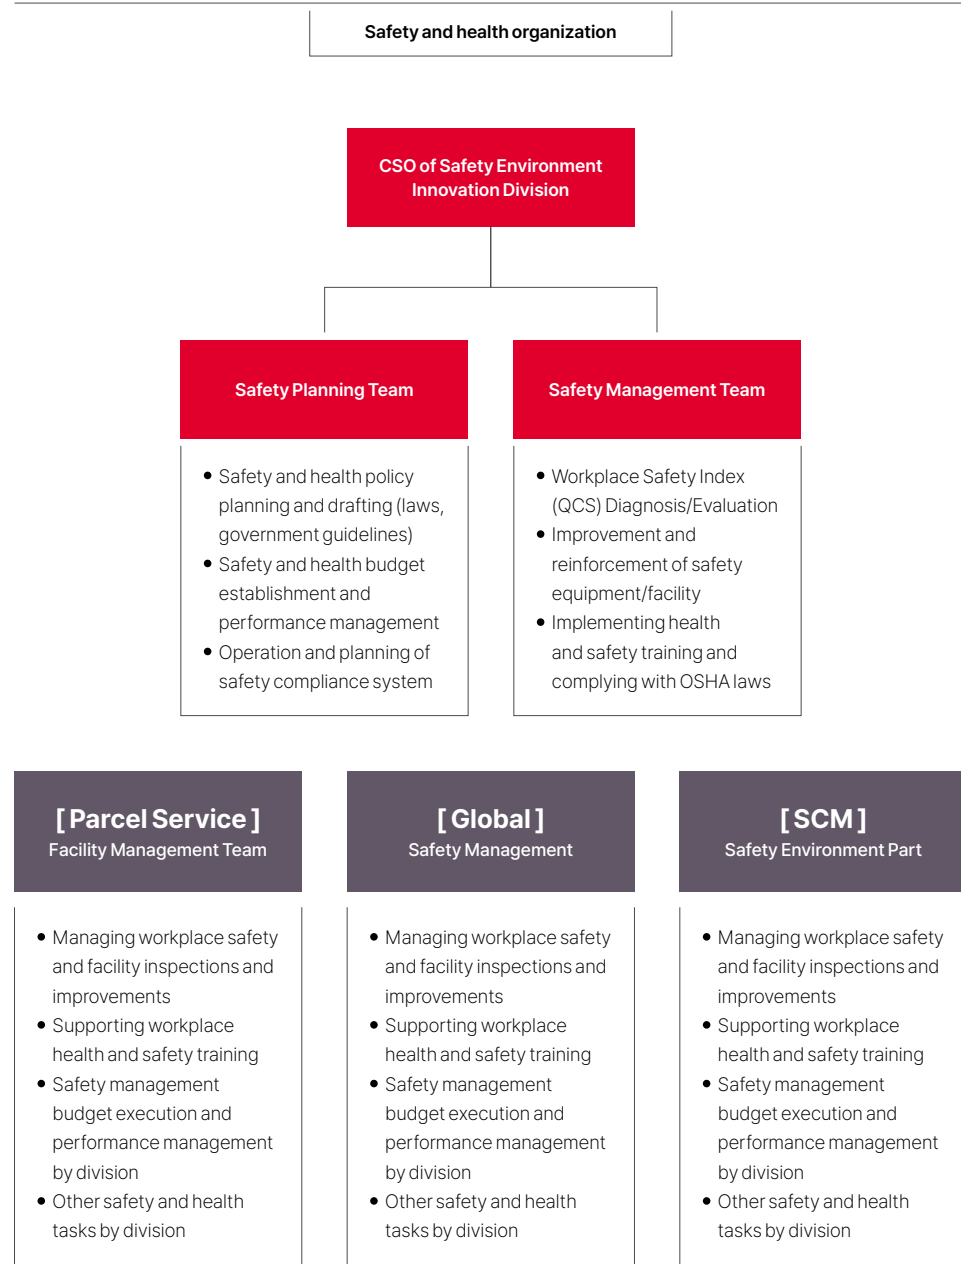 Safety and health organization
CSO of Safety Environment
Innovation Division
Safety Planning Team
• Safety and health policy
planning and drafting (laws,
government guidelines)
• Safety and health budget
establishment and
performance management
• Operation and planning of
safety compliance system
Safety Management Team
• Workplace Safety Index
(QCS) Diagnosis/Evaluation
• Improvement and
reinforcement of safety
equipment/facility
• Implementing health
and safety training and
complying with OSHA laws
[ Parcel Service ]
Facility Management Team
• Managing workplace safety
and facility inspections and
improvements
• Supporting workplace
health and safety training
• Safety management
budget execution and
performance management
by division
• Other safety and health
tasks by division
[ Global ]
Safety Management
• Managing workplace safety
and facility inspections and
improvements
• Supporting workplace
health and safety training
• Safety management
budget execution and
performance management
by division
• Other safety and health
tasks by division
[ SCM ]
Safety Environment Part
• Managing workplace safety
and facility inspections and
improvements
• Supporting workplace
health and safety training
• Safety management
budget execution and
performance management
by division
• Other safety and health
tasks by division